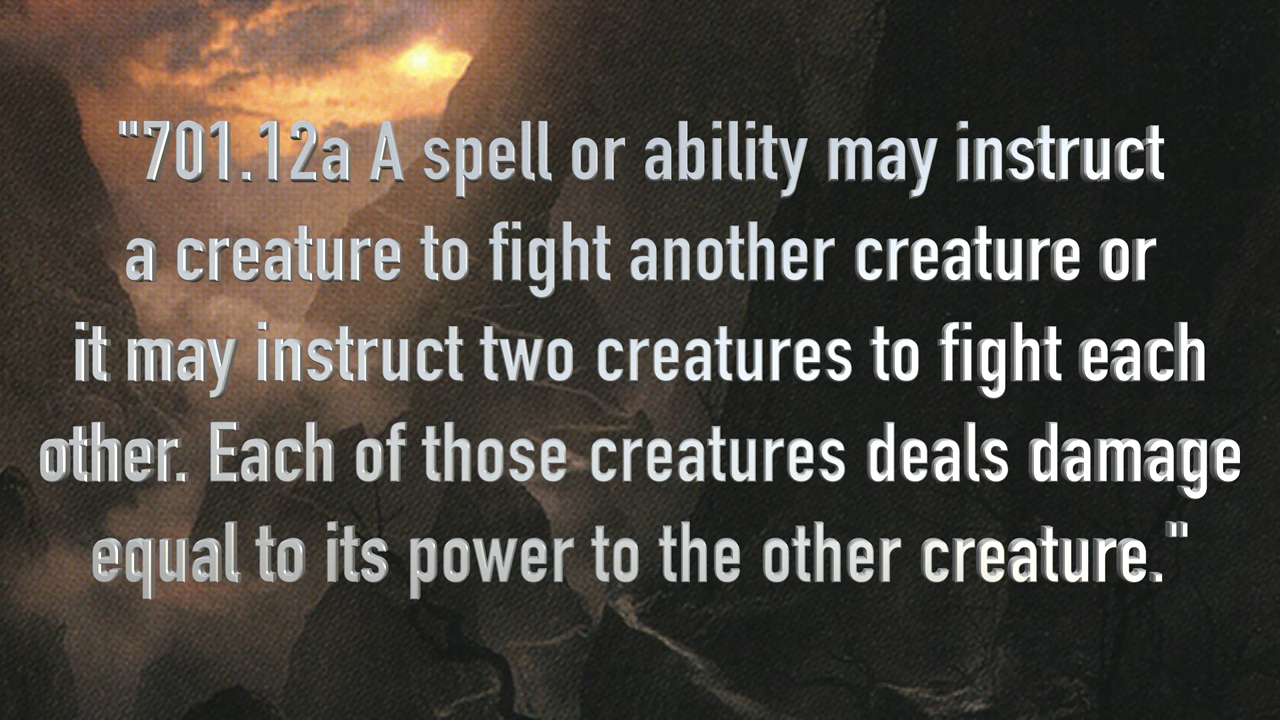 "701.12a A spell or ability may instruct
a creature to fight another creature or
it may instruct two creatures to fight each
other. Each of those creatures deals damage
equal to its power to the other creature."